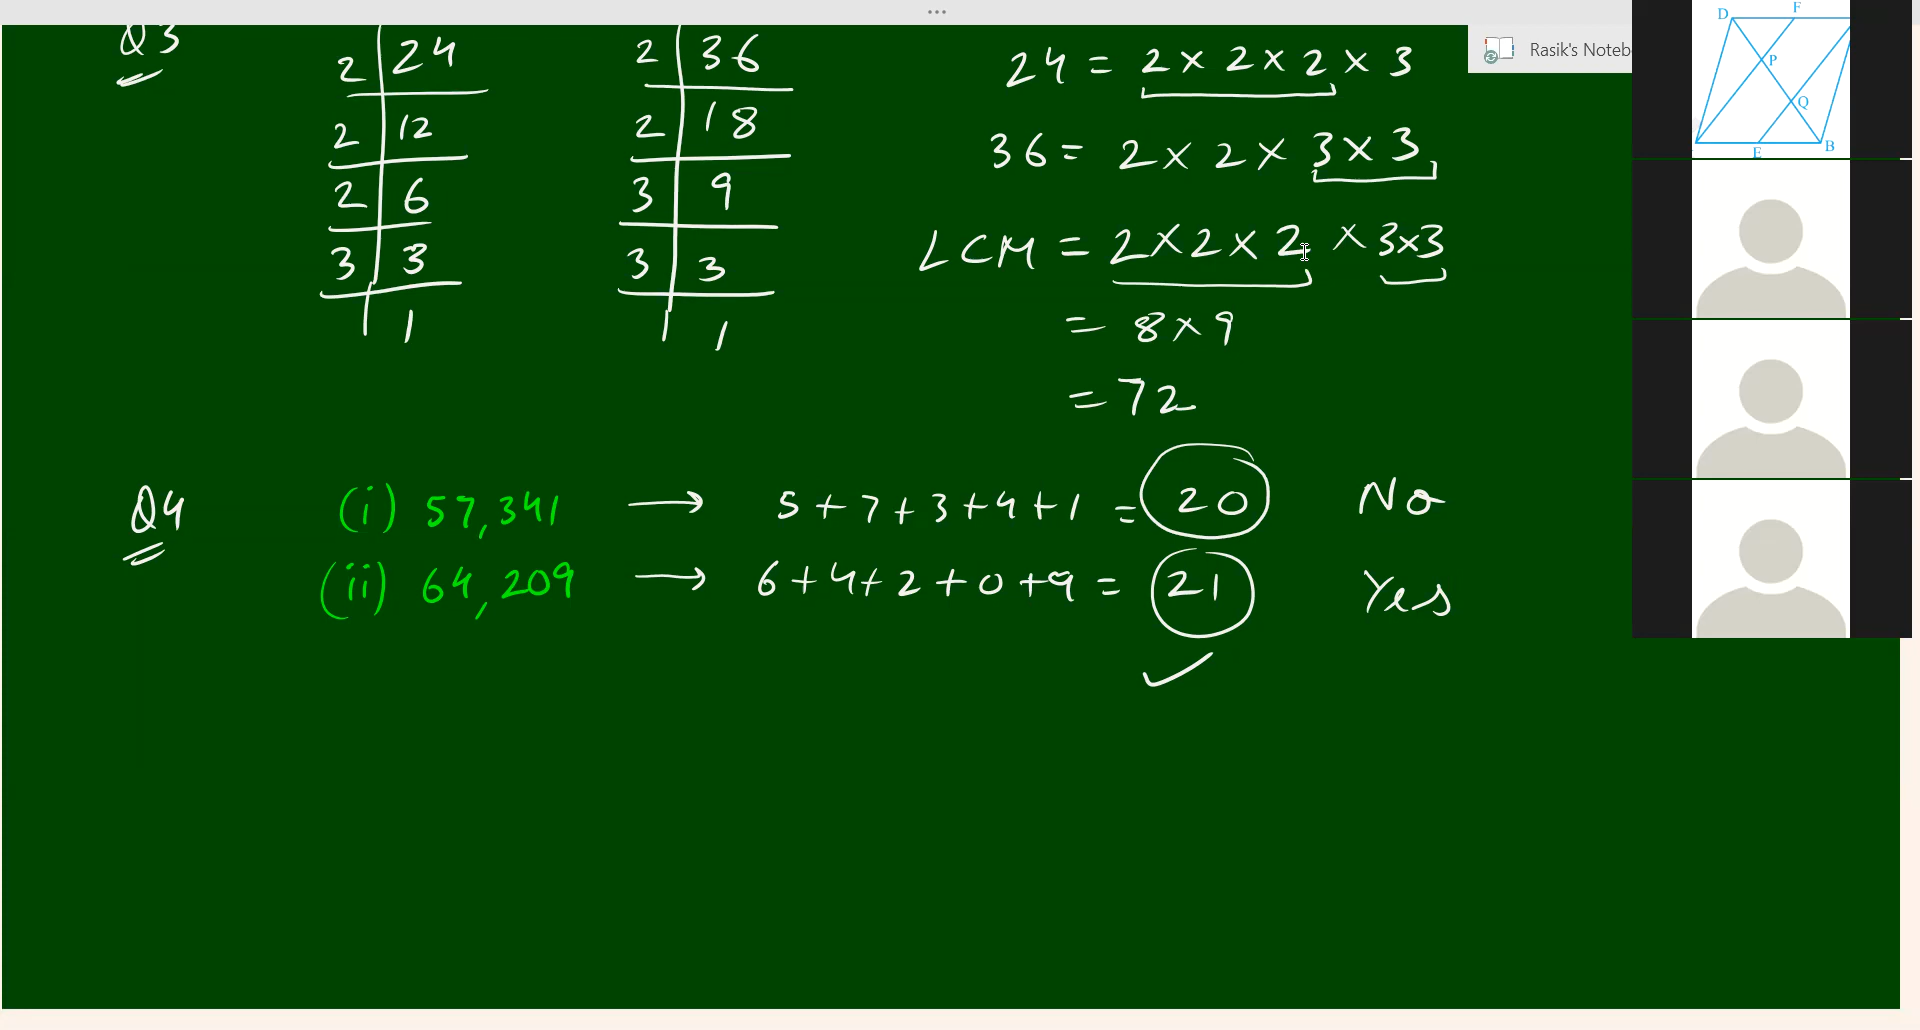 Q3
2 | 24
2 | 12
2 | 6
3 | 3
1
2 | 36
2 | 18
3 | 9
3 | 3
1
24 = 2 × 2 × 2 × 3
36 = 2 × 2 × 3 × 3
LCM = 2 × 2 × 2 × 3×3
= 8 × 9
= 72
Q4
(i) 57,341 → 5+7+3+4+1 = 20 No
(ii) 64,209 → 6+4+2+0+9 = 21 Yes
Rasik's Noteb
D F
P
Q
E B